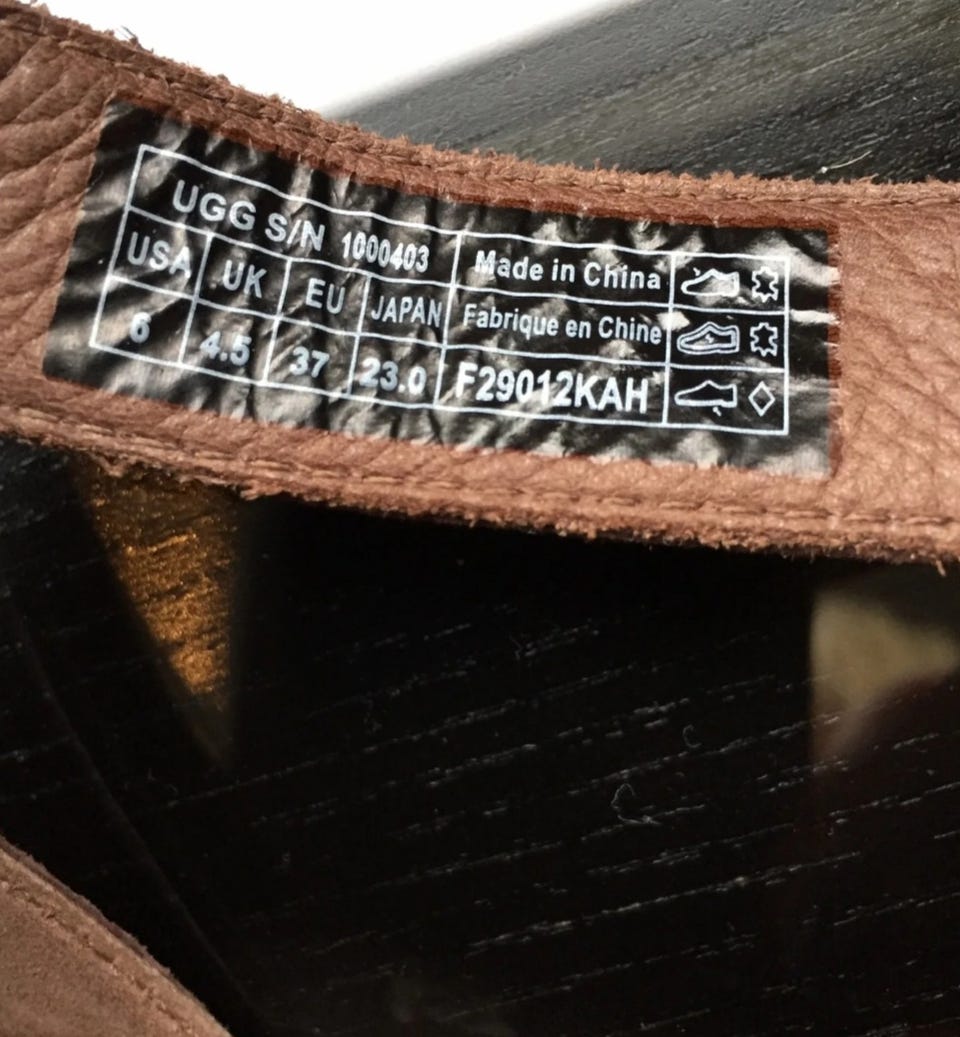 UGG S/N 1000403
USA UK EU JAPAN
6 4.5 37 23.0
Made in China
Fabrique en Chine
F29012KAH